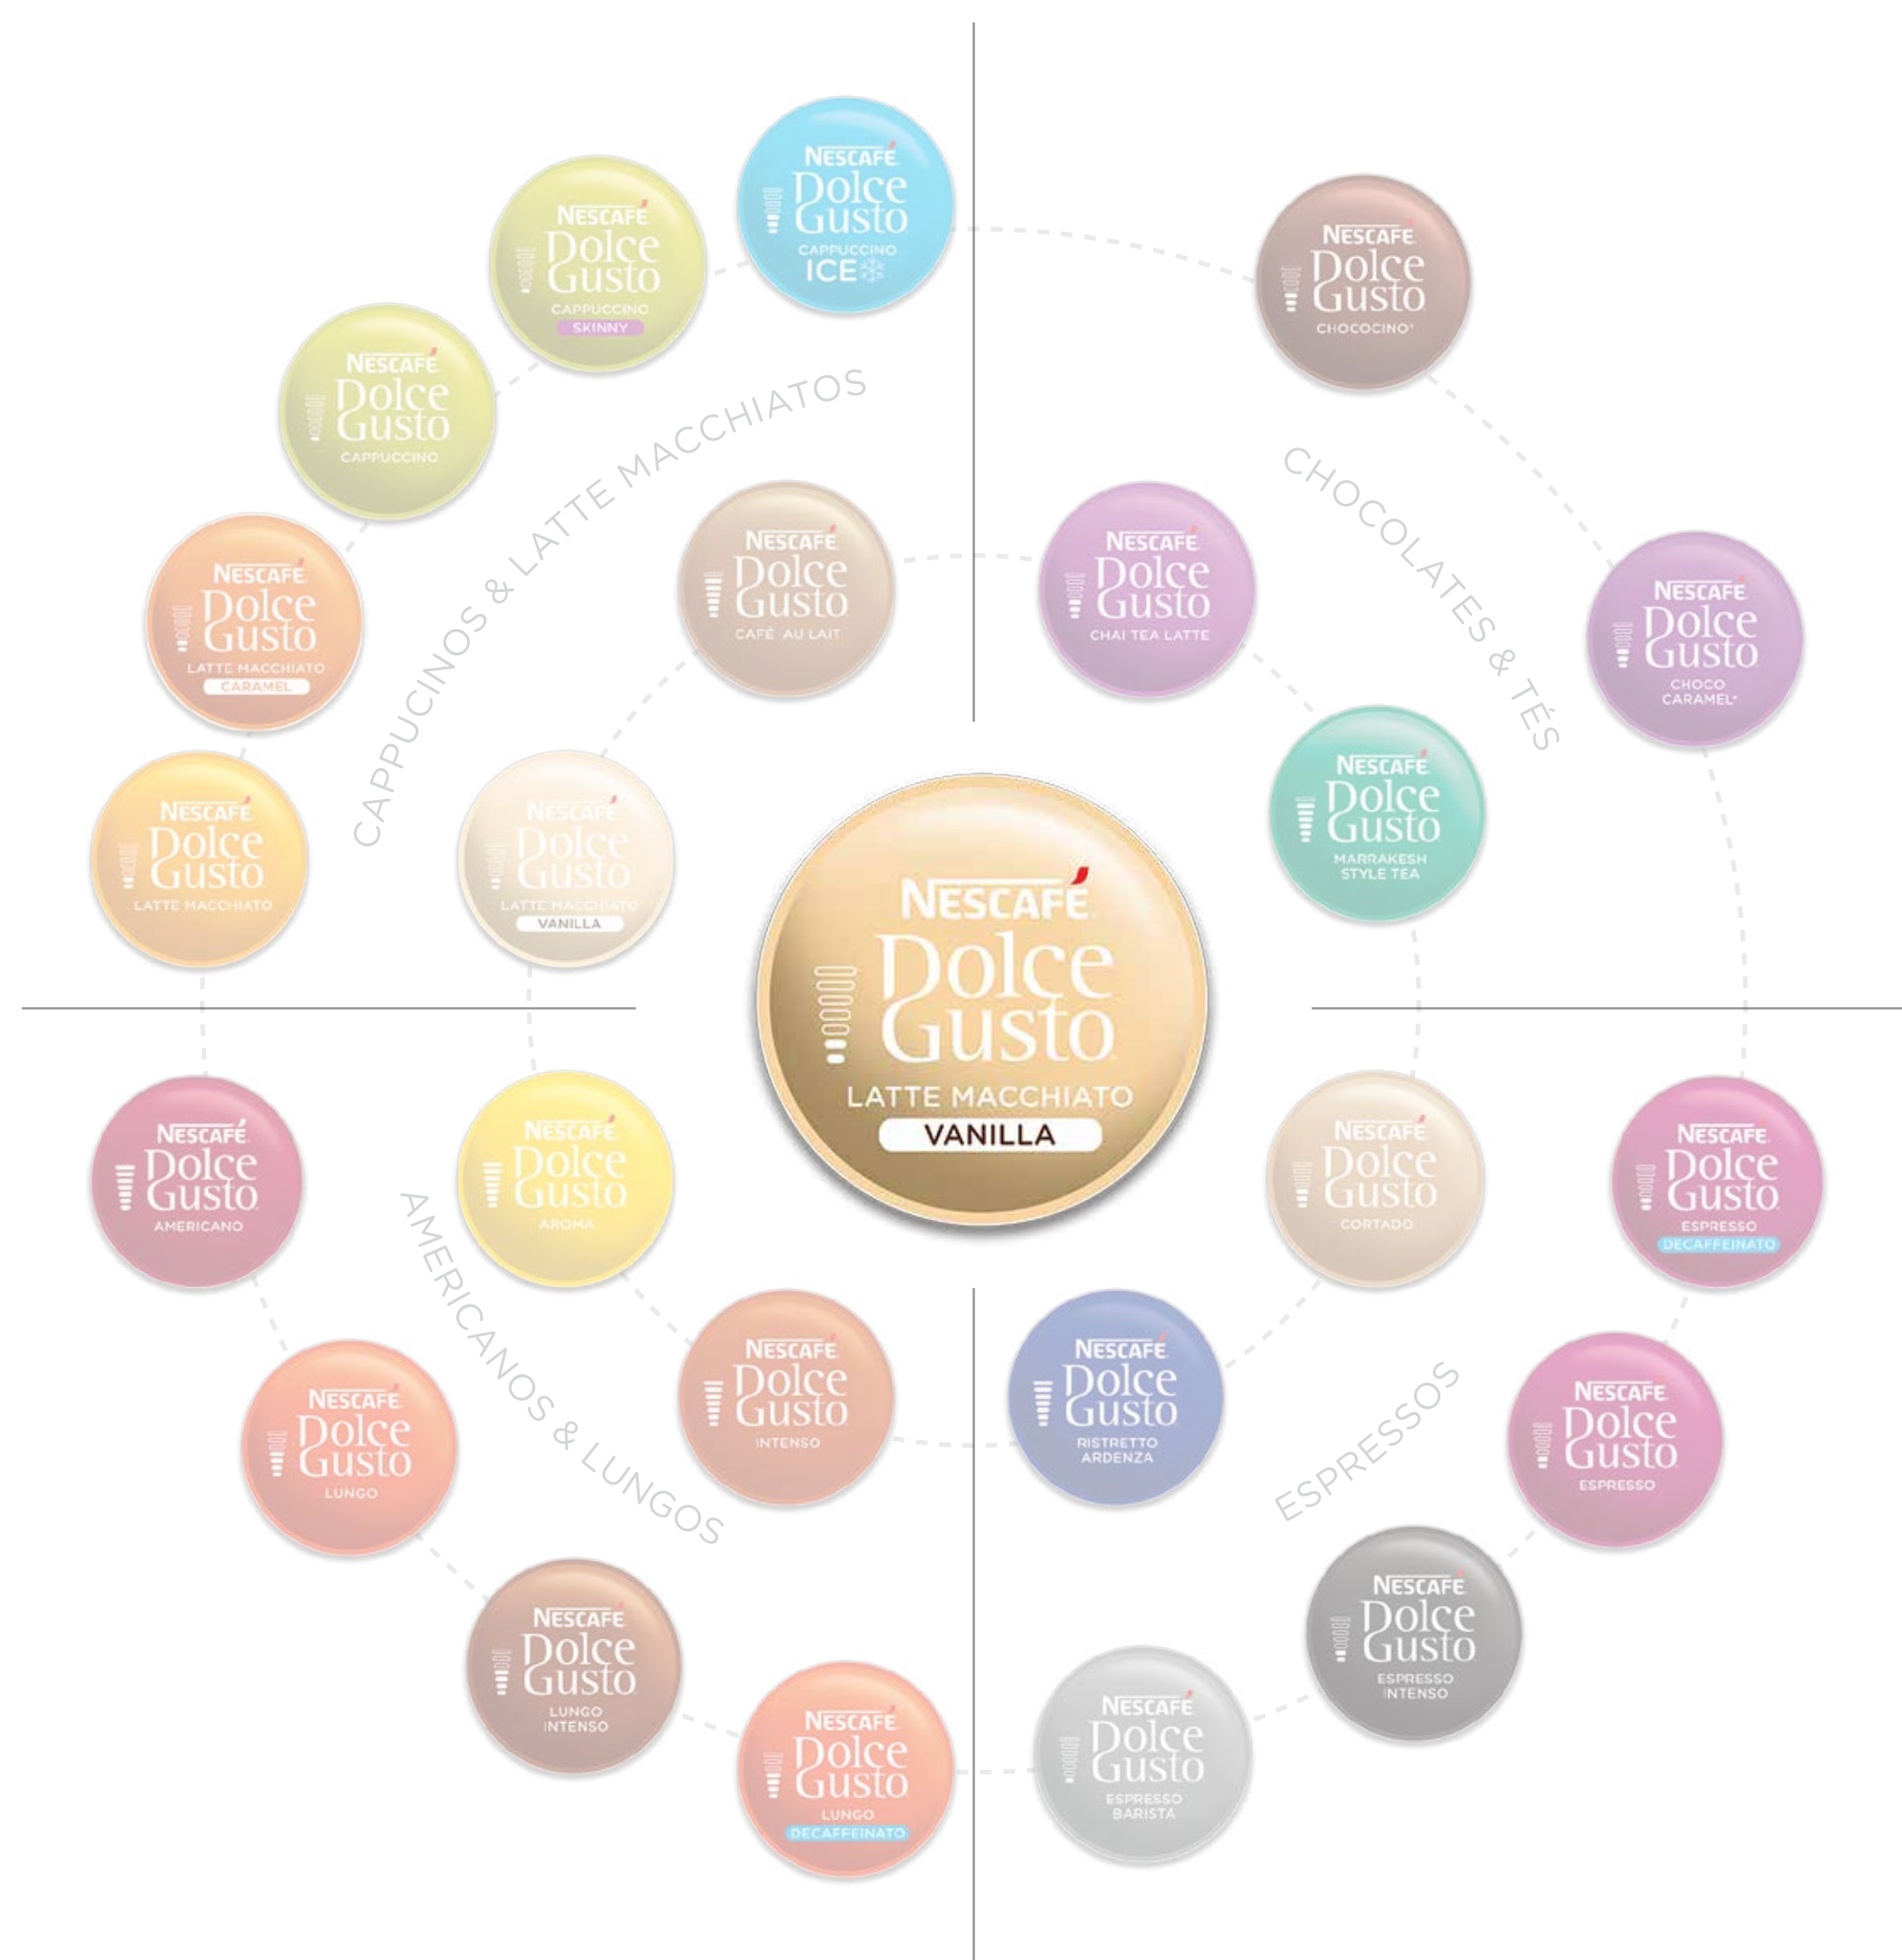 NESCAFÉ
Dolce
Gusto
CAPPUCCINO
ICE
NESCAFÉ
Dolce
Gusto
CAPPUCCINO
SKINNY
NESCAFÉ
Dolce
Gusto
CAPPUCCINO
NESCAFÉ
Dolce
Gusto
LATTE MACCHIATO
CARAMEL
NESCAFÉ
Dolce
Gusto
LATTE MACCHIATO
CAPPUCINOS & LATTE MACCHIATOS
NESCAFÉ
Dolce
Gusto
CAFÉ AU LAIT
NESCAFÉ
Dolce
Gusto
LATTE MACCHIATO
VANILLA
NESCAFÉ
Dolce
Gusto
CHOCOCINO*
CHOCOLATES & TÉS
NESCAFÉ
Dolce
Gusto
CHOCO
CARAMEL*
NESCAFÉ
Dolce
Gusto
CHAI TEA LATTE
NESCAFÉ
Dolce
Gusto
MARRAKESH
STYLE TEA
NESCAFÉ
Dolce
Gusto
LATTE MACCHIATO
VANILLA
NESCAFÉ
Dolce
Gusto
AMERICANO
NESCAFÉ
Dolce
Gusto
AROMA
AMERICANOS & LUNGOS
NESCAFÉ
Dolce
Gusto
LUNGO
NESCAFÉ
Dolce
Gusto
INTENSO
NESCAFÉ
Dolce
Gusto
LUNGO
INTENSO
NESCAFÉ
Dolce
Gusto
LUNGO
DECAFFEINATO
NESCAFÉ
Dolce
Gusto
CORTADO
NESCAFÉ
Dolce
Gusto
ESPRESSO
DECAFFEINATO
NESCAFÉ
Dolce
Gusto
RISTRETTO
ARDENZA
ESPRESSOS
NESCAFÉ
Dolce
Gusto
ESPRESSO
NESCAFÉ
Dolce
Gusto
ESPRESSO
INTENSO
NESCAFÉ
Dolce
Gusto
ESPRESSO
BARISTA